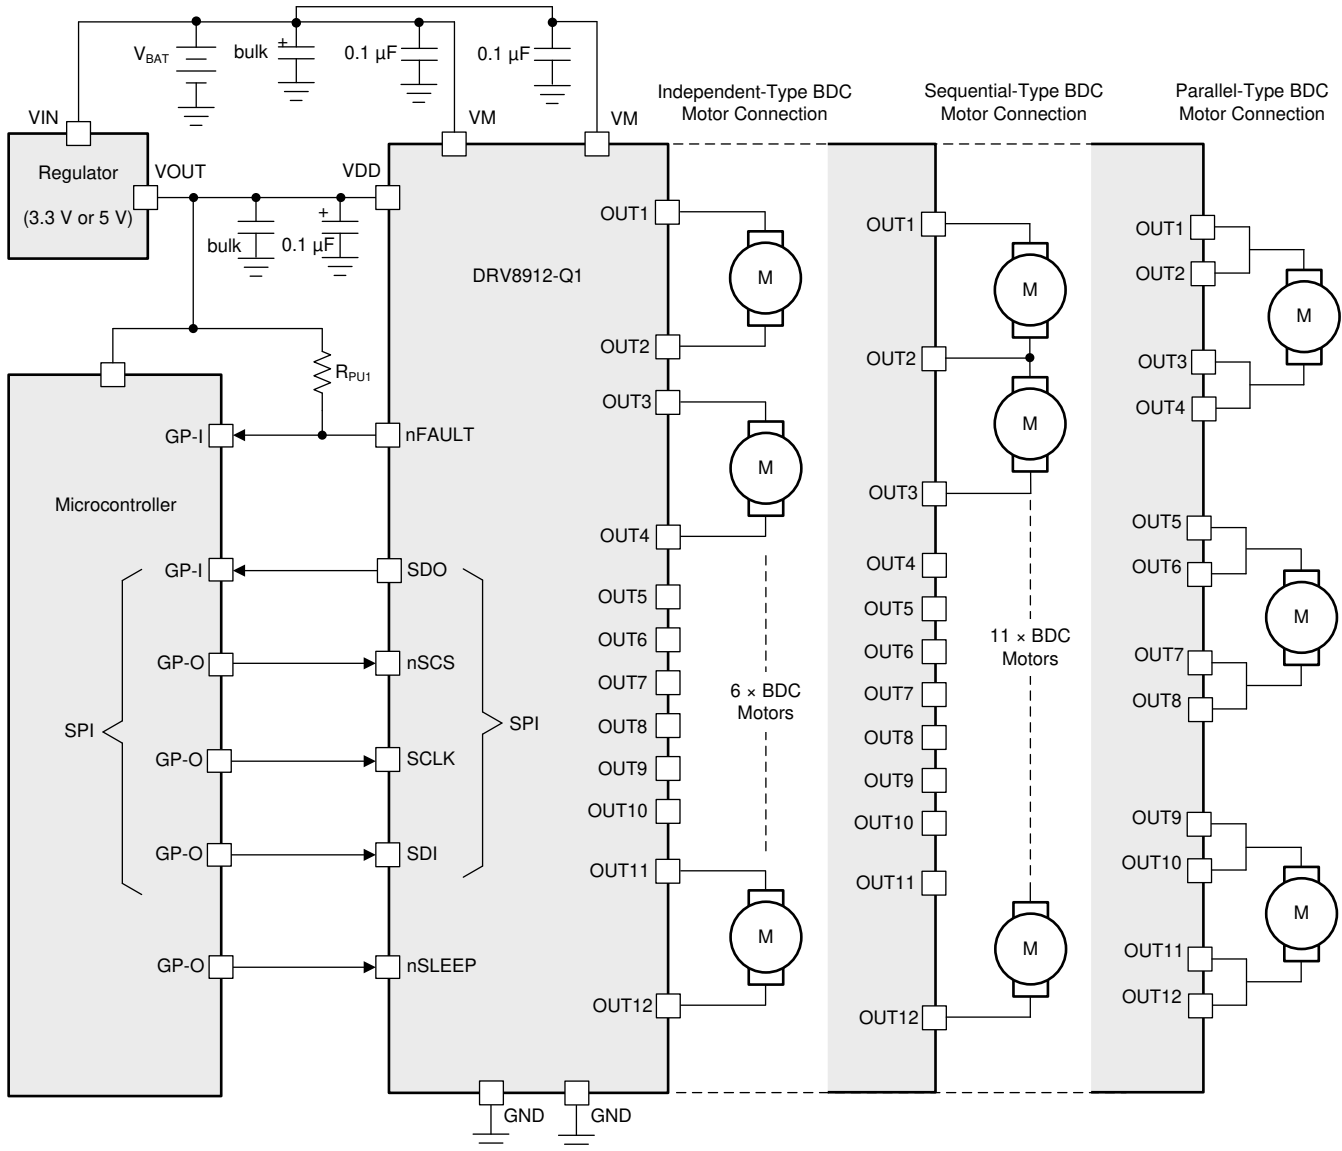 V_BAT
bulk
+
0.1 µF
0.1 µF
Independent-Type BDC
Motor Connection
Sequential-Type BDC
Motor Connection
Parallel-Type BDC
Motor Connection
VIN
VM
VM
Regulator
(3.3 V or 5 V)
VOUT
VDD
bulk
+
0.1 µF
DRV8912-Q1
R_PU1
Microcontroller
GP-I
nFAULT
GP-I
SDO
GP-O
nSCS
SPI
SPI
GP-O
SCLK
GP-O
SDI
GP-O
nSLEEP
GND
GND
OUT1
M
OUT2
OUT3
M
OUT4
OUT5
OUT6
OUT7
6 × BDC
Motors
OUT8
OUT9
OUT10
OUT11
M
OUT12
OUT1
M
OUT2
M
OUT3
OUT4
OUT5
11 × BDC
Motors
OUT6
OUT7
OUT8
OUT9
OUT10
OUT11
M
OUT12
OUT1
OUT2
M
OUT3
OUT4
OUT5
OUT6
M
OUT7
OUT8
OUT9
OUT10
M
OUT11
OUT12